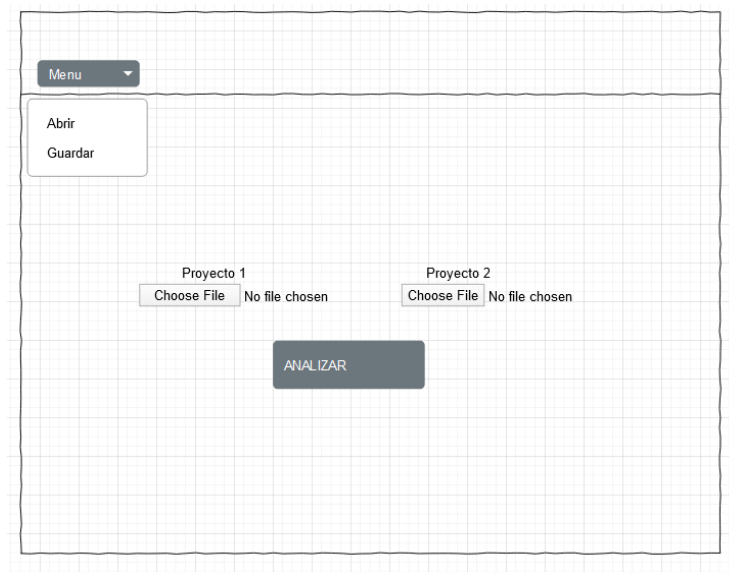 Menu
Abrir
Guardar
Proyecto 1
Choose File No file chosen
Proyecto 2
Choose File No file chosen
ANALIZAR